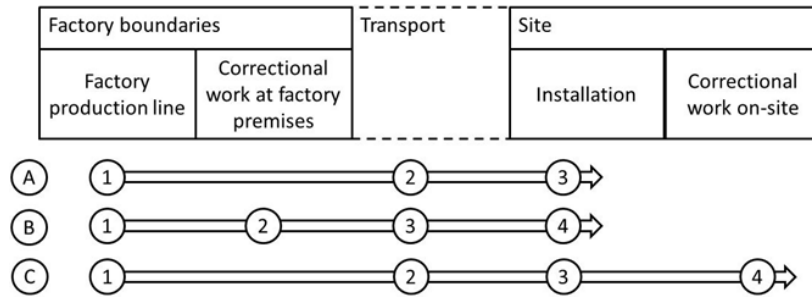 Factory boundaries Transport Site
Factory production line
Correctional work at factory premises
Installation
Correctional work on-site
A 1 2 3
B 1 2 3 4
C 1 2 3 4